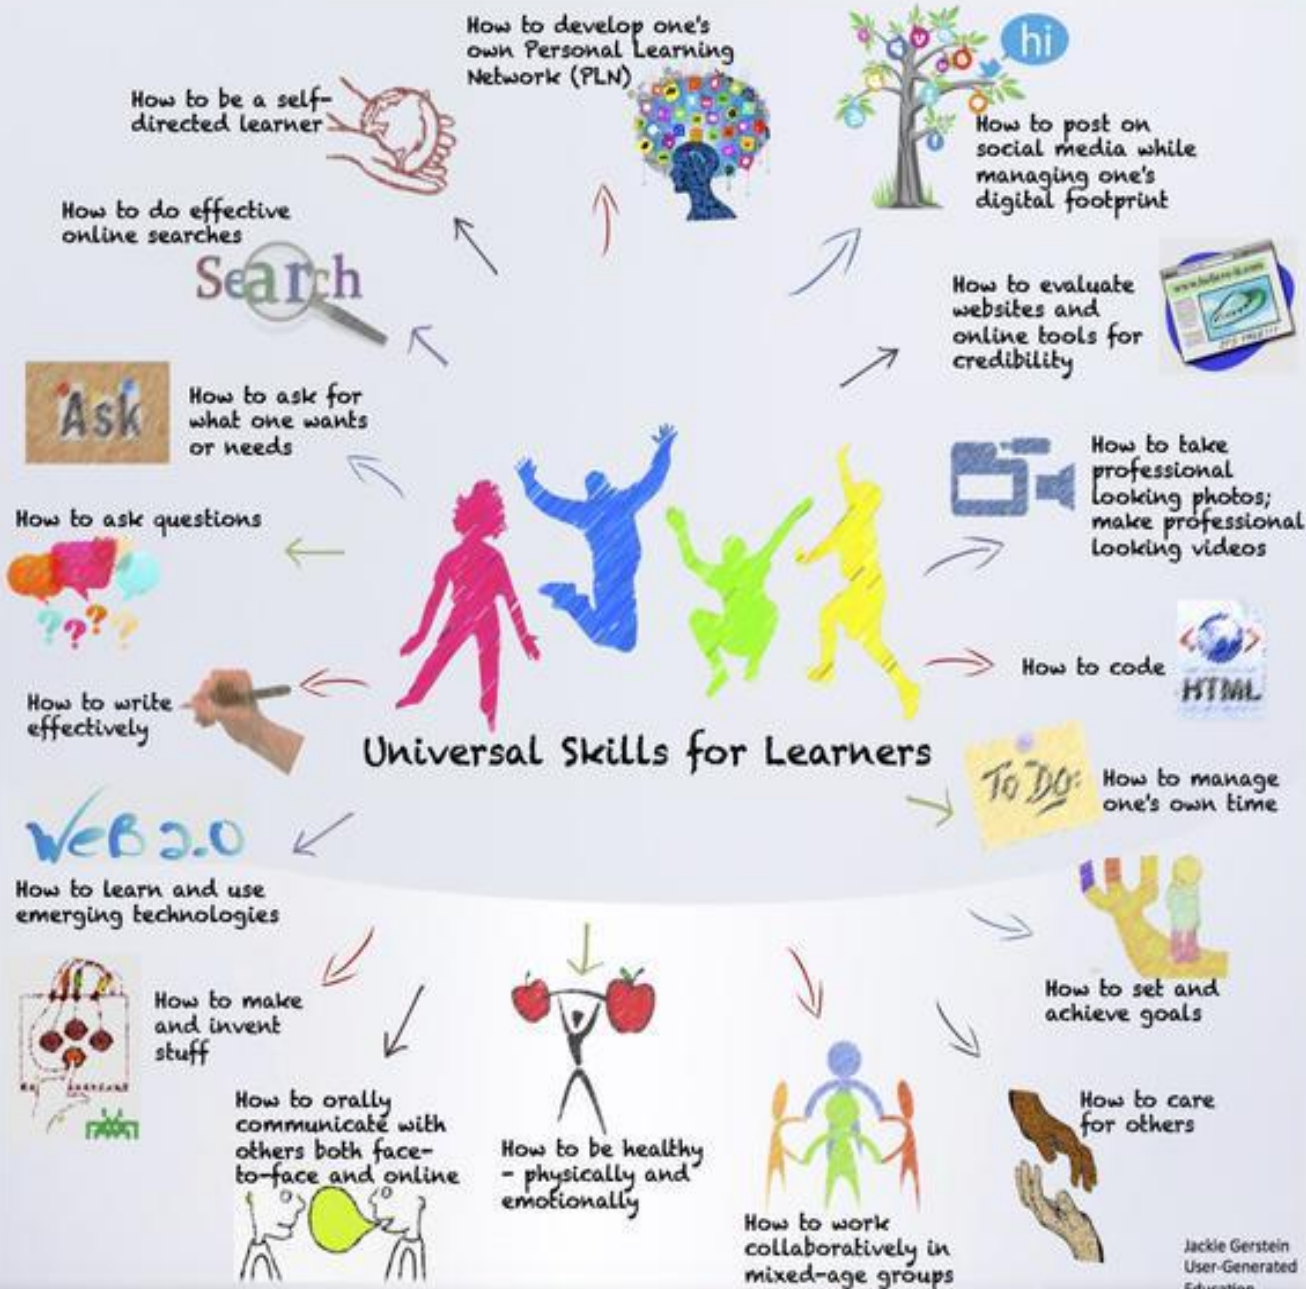 How to develop one's
own Personal Learning
Network (PLN)
hi
How to be a self-
directed learner
How to post on
social media while
managing one's
digital footprint
How to do effective
online searches
Search
How to evaluate
websites and
online tools for
credibility
Ask
How to ask for
what one wants
or needs
How to take
professional
looking photos;
make professional
looking videos
How to ask questions
How to code
HTML
How to write
effectively
Universal Skills for Learners
To Do:
How to manage
one's own time
WeB 2.0
How to learn and use
emerging technologies
How to set and
achieve goals
How to make
and invent
stuff
How to orally
communicate with
others both face-
to-face and online
How to be healthy
- physically and
emotionally
How to care
for others
How to work
collaboratively in
mixed-age groups
Jackie Gerstein
User-Generated
Education